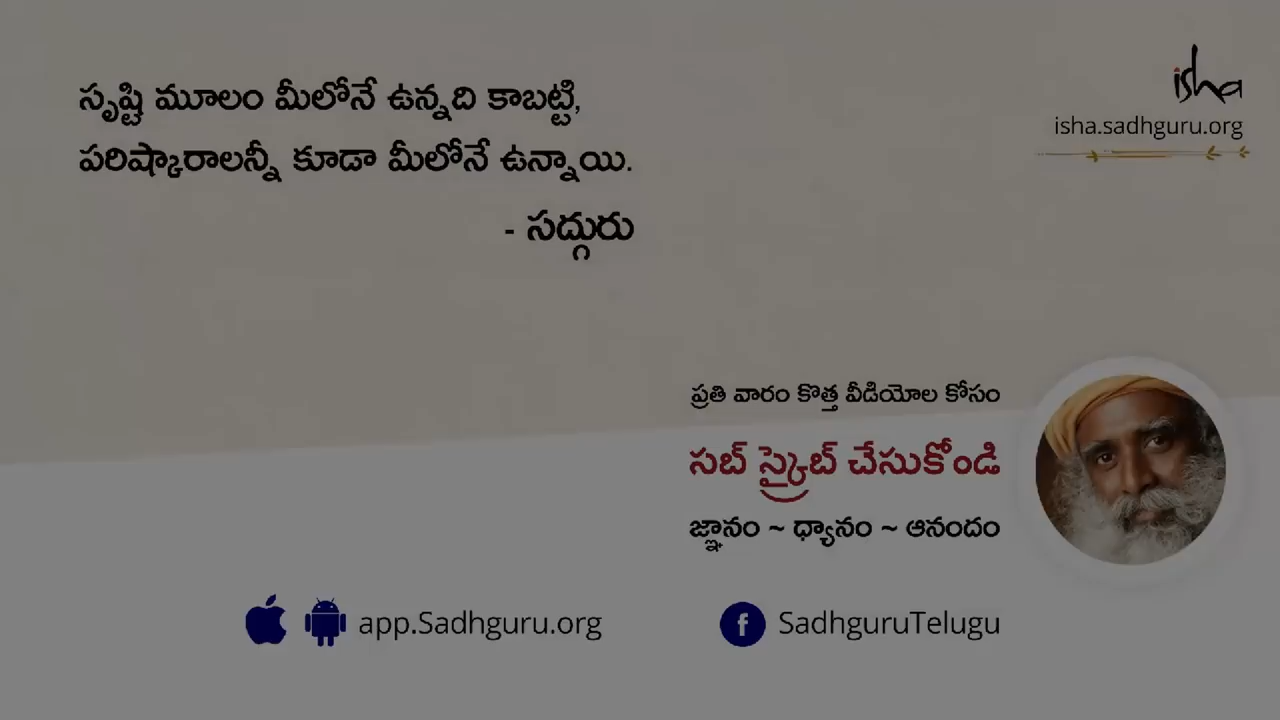 సృష్టి మూలం మీలోనే ఉన్నది కాబట్టి,
పరిష్కారాలన్నీ కూడా మీలోనే ఉన్నాయి.
- సద్గురు
isha
isha.sadhguru.org
ప్రతి వారం కొత్త వీడియోల కోసం
సబ్ స్క్రైబ్ చేసుకోండి
జ్ఞానం ~ ధ్యానం ~ ఆనందం
app.Sadhguru.org
f SadhguruTelugu